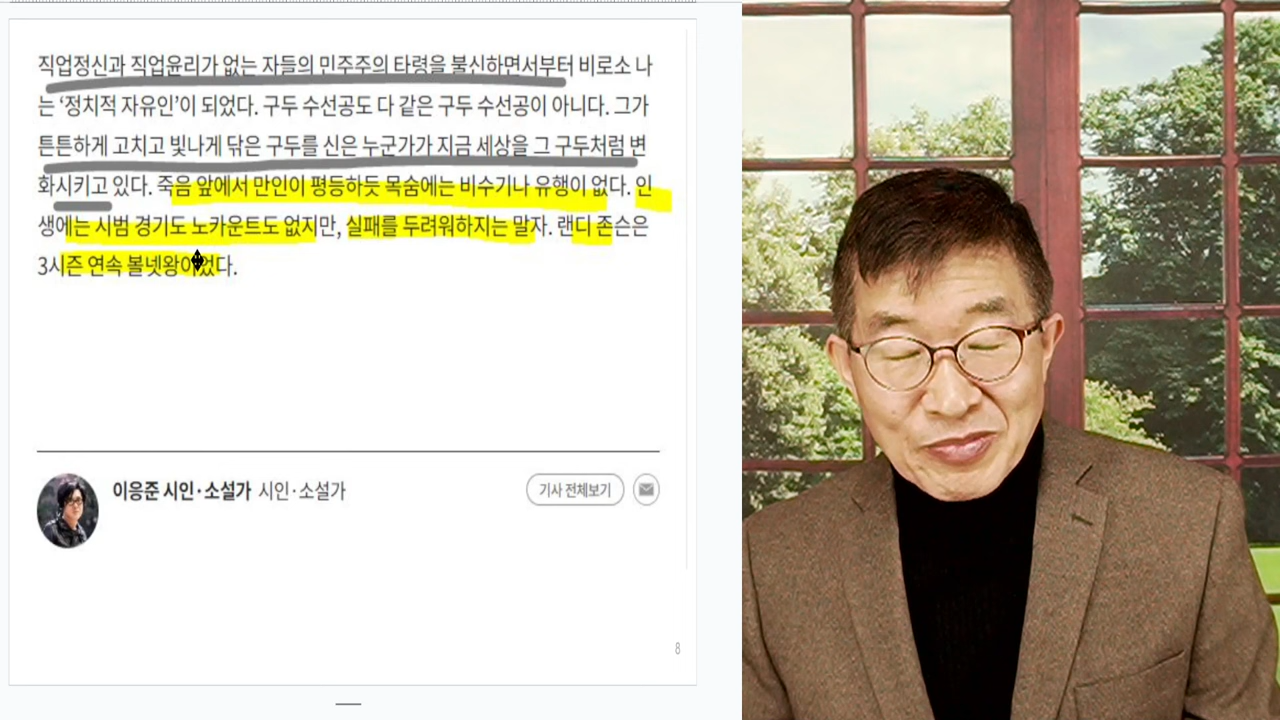 직업정신과 직업윤리가 없는 자들의 민주주의 타령을 불신하면서부터 비로소 나
는 ‘정치적 자유인’이 되었다. 구두 수선공도 다 같은 구두 수선공이 아니다. 그가
튼튼하게 고치고 빛나게 닦은 구두를 신은 누군가가 지금 세상을 그 구두처럼 변
화시키고 있다. 죽음 앞에서 만인이 평등하듯 목숨에는 비수기나 유행이 없다. 인
생에는 시범 경기도 노카운트도 없지만, 실패를 두려워하지는 말자. 랜디 존슨은
3시즌 연속 볼넷왕이었다.
이응준 시인·소설가 시인·소설가
기사 전체보기
8